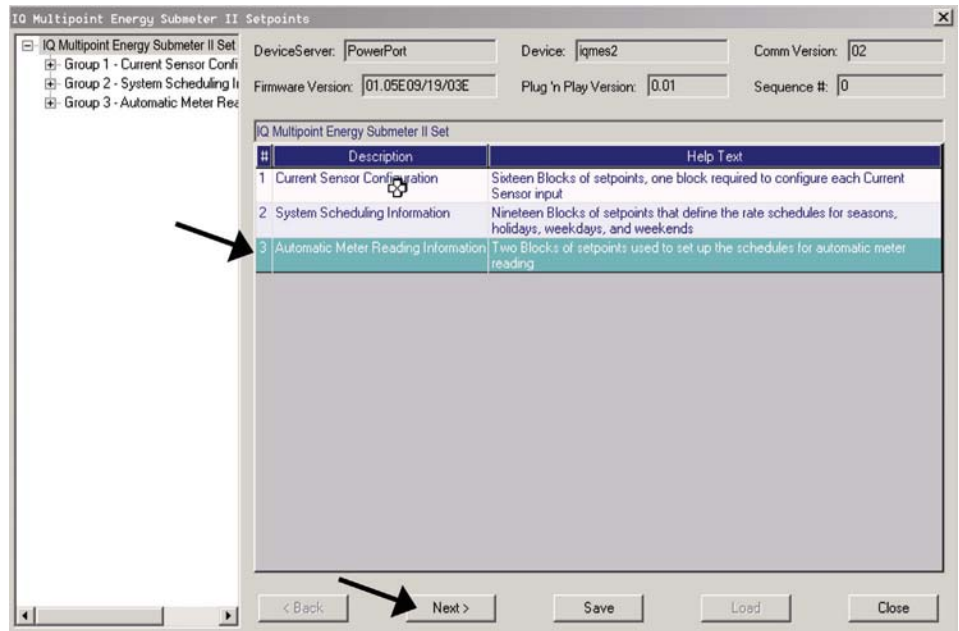 IQ Multipoint Energy Submeter II Setpoints
IQ Multipoint Energy Submeter II Set
Group 1 - Current Sensor Confi
Group 2 - System Scheduling I
Group 3 - Automatic Meter Rea
DeviceServer: PowerPort
Device: iqmes2
Comm Version: 02
Firmware Version: 01.05E09/19/03E
Plug 'n Play Version: 0.01
Sequence #: 0
IQ Multipoint Energy Submeter II Set
# Description Help Text
1 Current Sensor Configuration Sixteen Blocks of setpoints, one block required to configure each Current
Sensor input
2 System Scheduling Information Nineteen Blocks of setpoints that define the rate schedules for seasons,
holidays, weekdays, and weekends
3 Automatic Meter Reading Information Two Blocks of setpoints used to set up the schedules for automatic meter
reading
< Back
Next >
Save
Load
Close